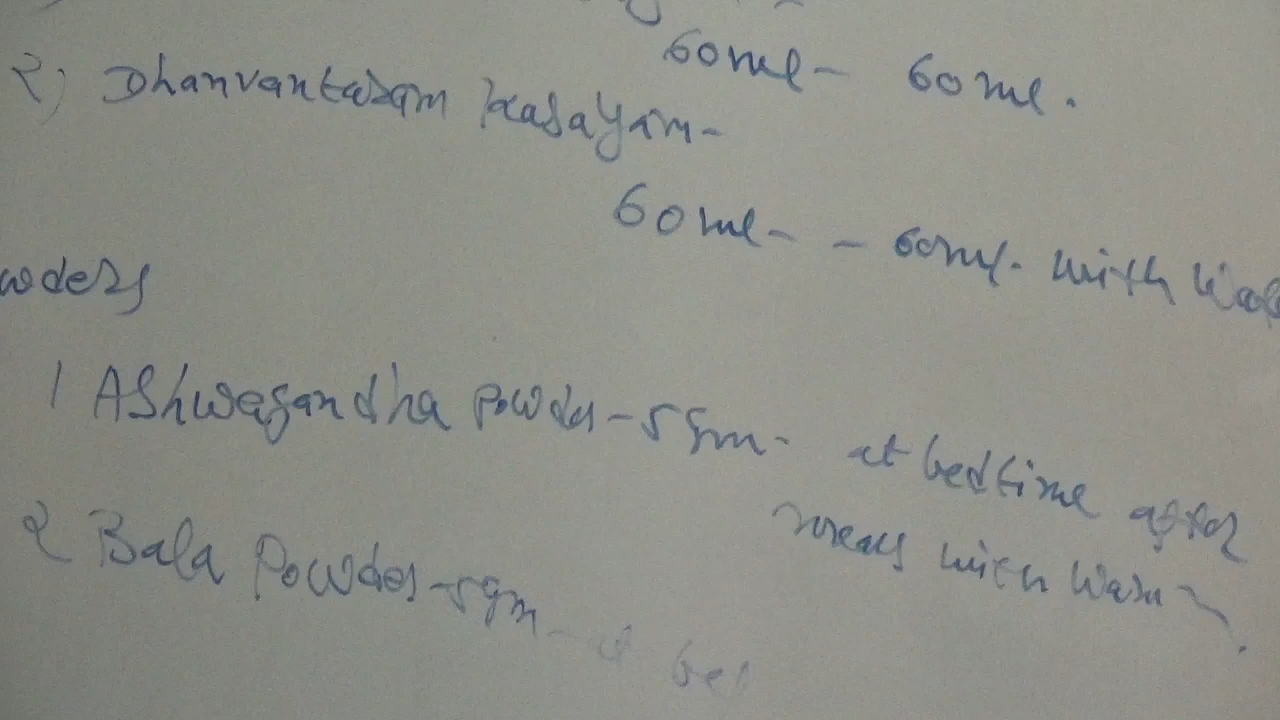 60ml - 60ml.
2) Dhanvantaram Kasayam -
60ml - - 60ml. with
1 Ashwagandha Powder - 5gm. at bedtime after
meals with warm
2 Bala Powder - 5gm - at